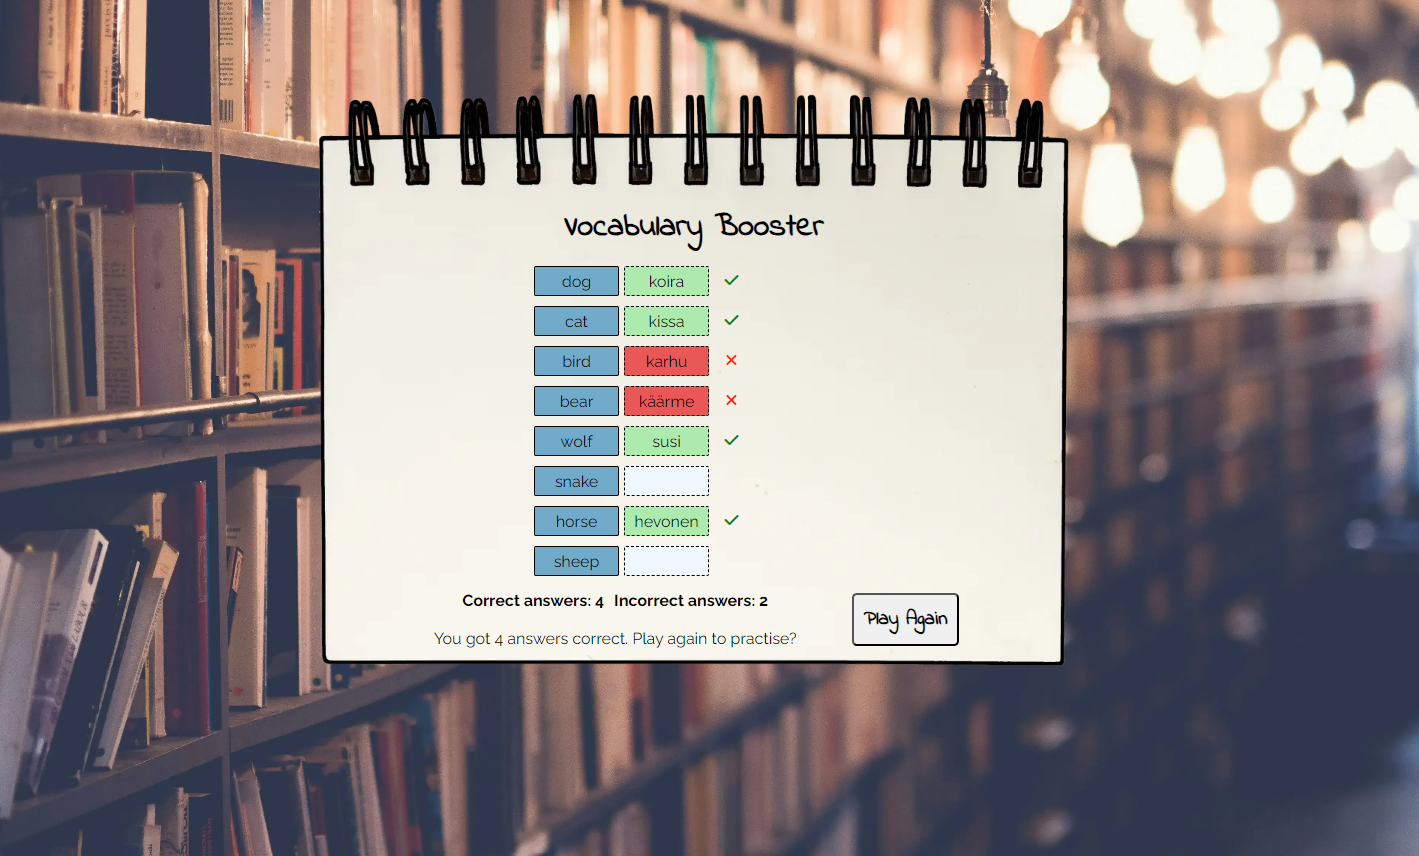 Vocabulary Booster
dog koira ✓
cat kissa ✓
bird karhu ✕
bear käärme ✕
wolf susi ✓
snake
horse hevonen ✓
sheep
Correct answers: 4 Incorrect answers: 2
You got 4 answers correct. Play again to practise?
Play Again